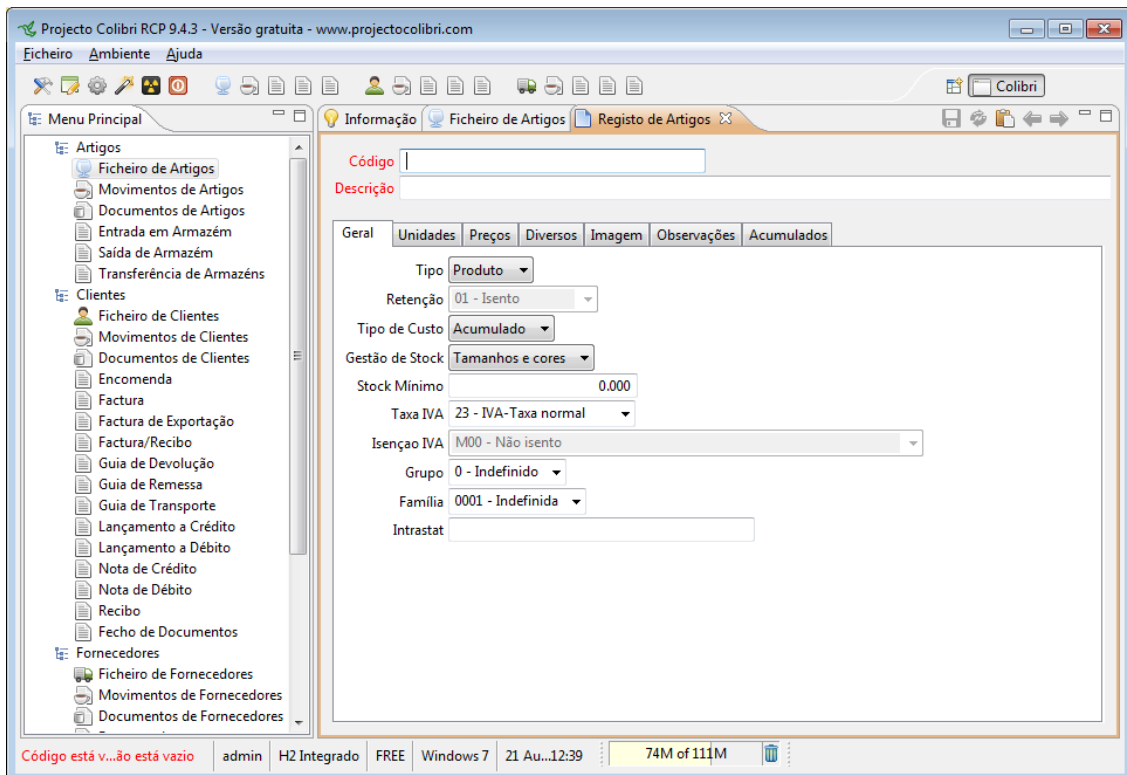 Projecto Colibri RCP 9.4.3 - Versão gratuita - www.projectocolibri.com
Ficheiro Ambiente Ajuda
Colibri
Menu Principal
Artigos
Ficheiro de Artigos
Movimentos de Artigos
Documentos de Artigos
Entrada em Armazém
Saída de Armazém
Transferência de Armazéns
Clientes
Ficheiro de Clientes
Movimentos de Clientes
Documentos de Clientes
Encomenda
Factura
Factura de Exportação
Factura/Recibo
Guia de Devolução
Guia de Remessa
Guia de Transporte
Lançamento a Crédito
Lançamento a Débito
Nota de Crédito
Nota de Débito
Recibo
Fecho de Documentos
Fornecedores
Ficheiro de Fornecedores
Movimentos de Fornecedores
Documentos de Fornecedores
Informação Ficheiro de Artigos Registo de Artigos
Código
Descrição
Geral Unidades Preços Diversos Imagem Observações Acumulados
Tipo Produto
Retenção 01 - Isento
Tipo de Custo Acumulado
Gestão de Stock Tamanhos e cores
Stock Mínimo 0.000
Taxa IVA 23 - IVA-Taxa normal
Isençao IVA M00 - Não isento
Grupo 0 - Indefinido
Família 0001 - Indefinida
Intrastat
Código está v...ão está vazio admin H2 Integrado FREE Windows 7 21 Au...12:39 74M of 111M